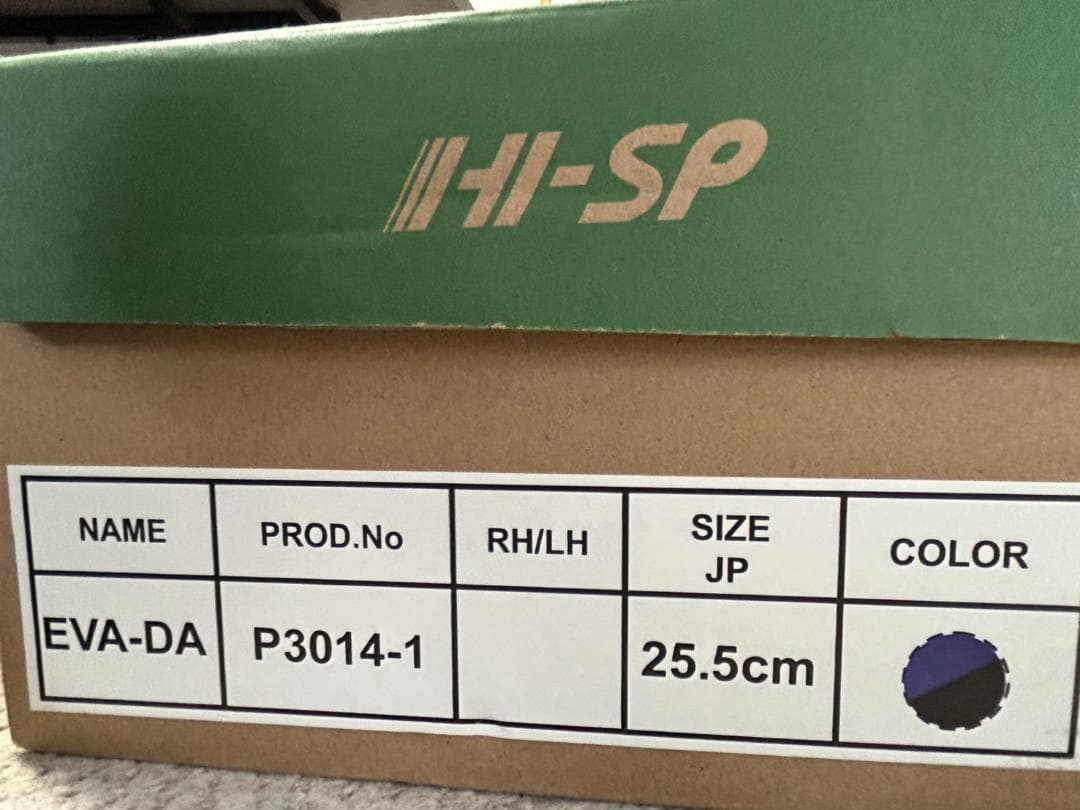 HI-SP
NAME PROD.No RH/LH SIZE JP COLOR
EVA-DA P3014-1 25.5cm